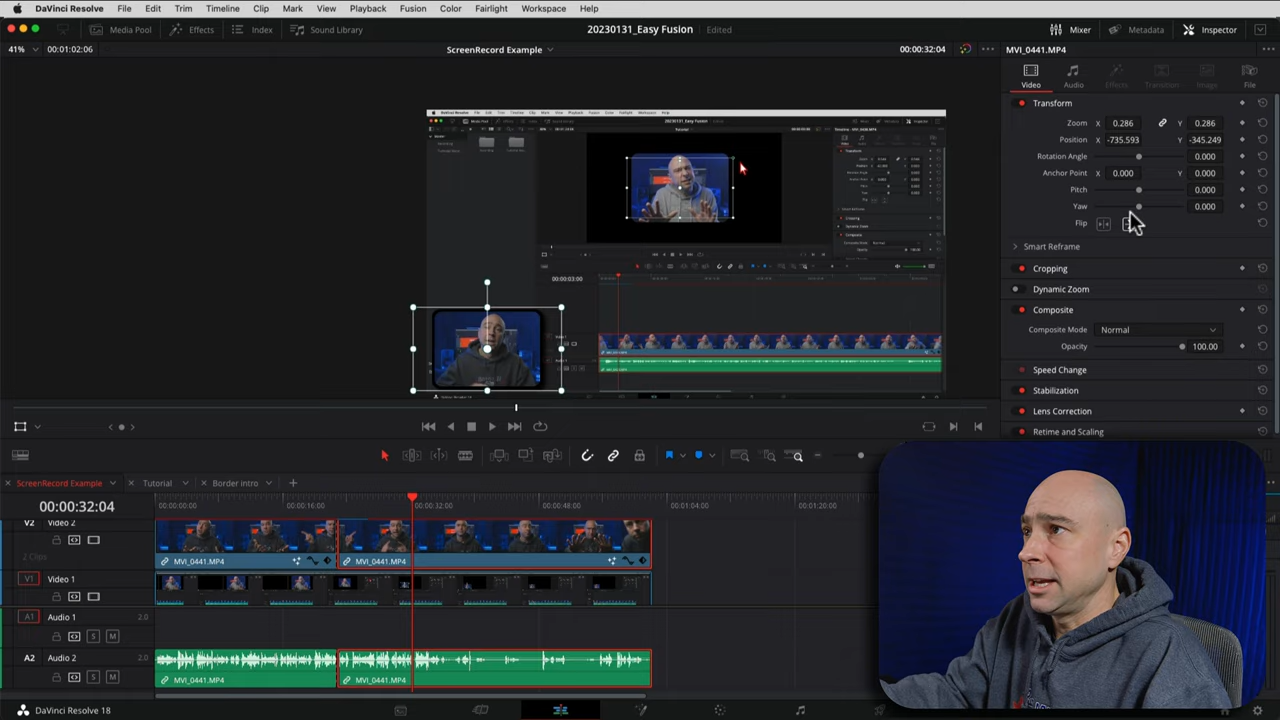 DaVinci Resolve File Edit Trim Timeline Clip Mark View Playback Fusion Color Fairlight Workspace Help
Media Pool Effects Index Sound Library 20230131_Easy Fusion Edited Mixer Metadata Inspector
41% 00:01:02:06 ScreenRecord Example 00:00:32:04 MVI_0441.MP4
Video Audio Effects Transition Image File
Transform
Zoom X 0.286 Y 0.286
Position X -735.593 Y -345.249
Rotation Angle 0.000
Anchor Point X 0.000 Y 0.000
Pitch 0.000
Yaw 0.000
Flip
Smart Reframe
Cropping
Dynamic Zoom
Composite
Composite Mode Normal
Opacity 100.00
Speed Change
Stabilization
Lens Correction
Retime and Scaling
00:00:03:00
ScreenRecord Example Tutorial Border intro
00:00:32:04 00:00:00:00 00:00:16:00 00:00:32:00 00:00:48:00 00:01:04:00 00:01:20:00
V2 Video 2
2 Clips
MVI_0441.MP4 MVI_0441.MP4
V1 Video 1
A1 Audio 1 2.0
S M
A2 Audio 2 2.0
S M MVI_0441.MP4 MVI_0441.MP4
DaVinci Resolve 18